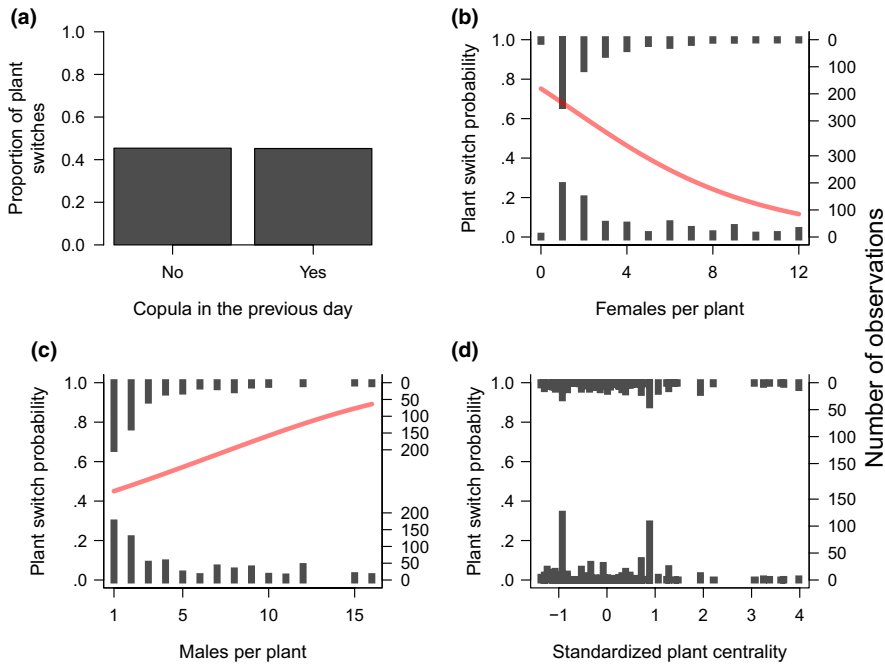 (a)
Proportion of plant
switches
1.0
0.8
0.6
0.4
0.2
0.0
No Yes
Copula in the previous day
(b)
Plant switch probability
1.0
.8
.6
.4
.2
.0
0
100
200
300
300
200
100
0
0 4 8 12
Females per plant
(c)
Plant switch probability
1.0
.8
.6
.4
.2
.0
0
50
100
150
200
200
150
100
50
0
1 5 10 15
Males per plant
(d)
Plant switch probability
1.0
.8
.6
.4
.2
.0
0
50
100
150
150
100
50
0
−1 0 1 2 3 4
Standardized plant centrality
Number of observations